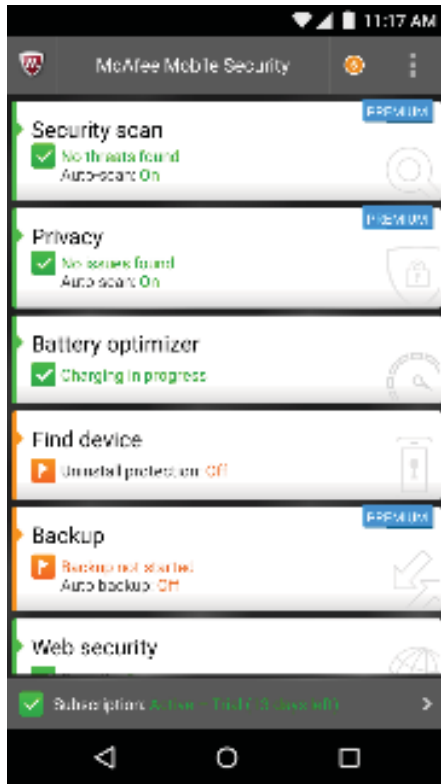 11:17 AM
McAfee Mobile Security
PREMIUM
Security scan
No threats found
Auto-scan: On
PREMIUM
Privacy
No issues found
Auto-scan: On
Battery optimizer
Charging in progress
Find device
Uninstall protection: Off
PREMIUM
Backup
Backup not started
Auto backup: Off
Web security
Subscription: Active – Trial ( days left)